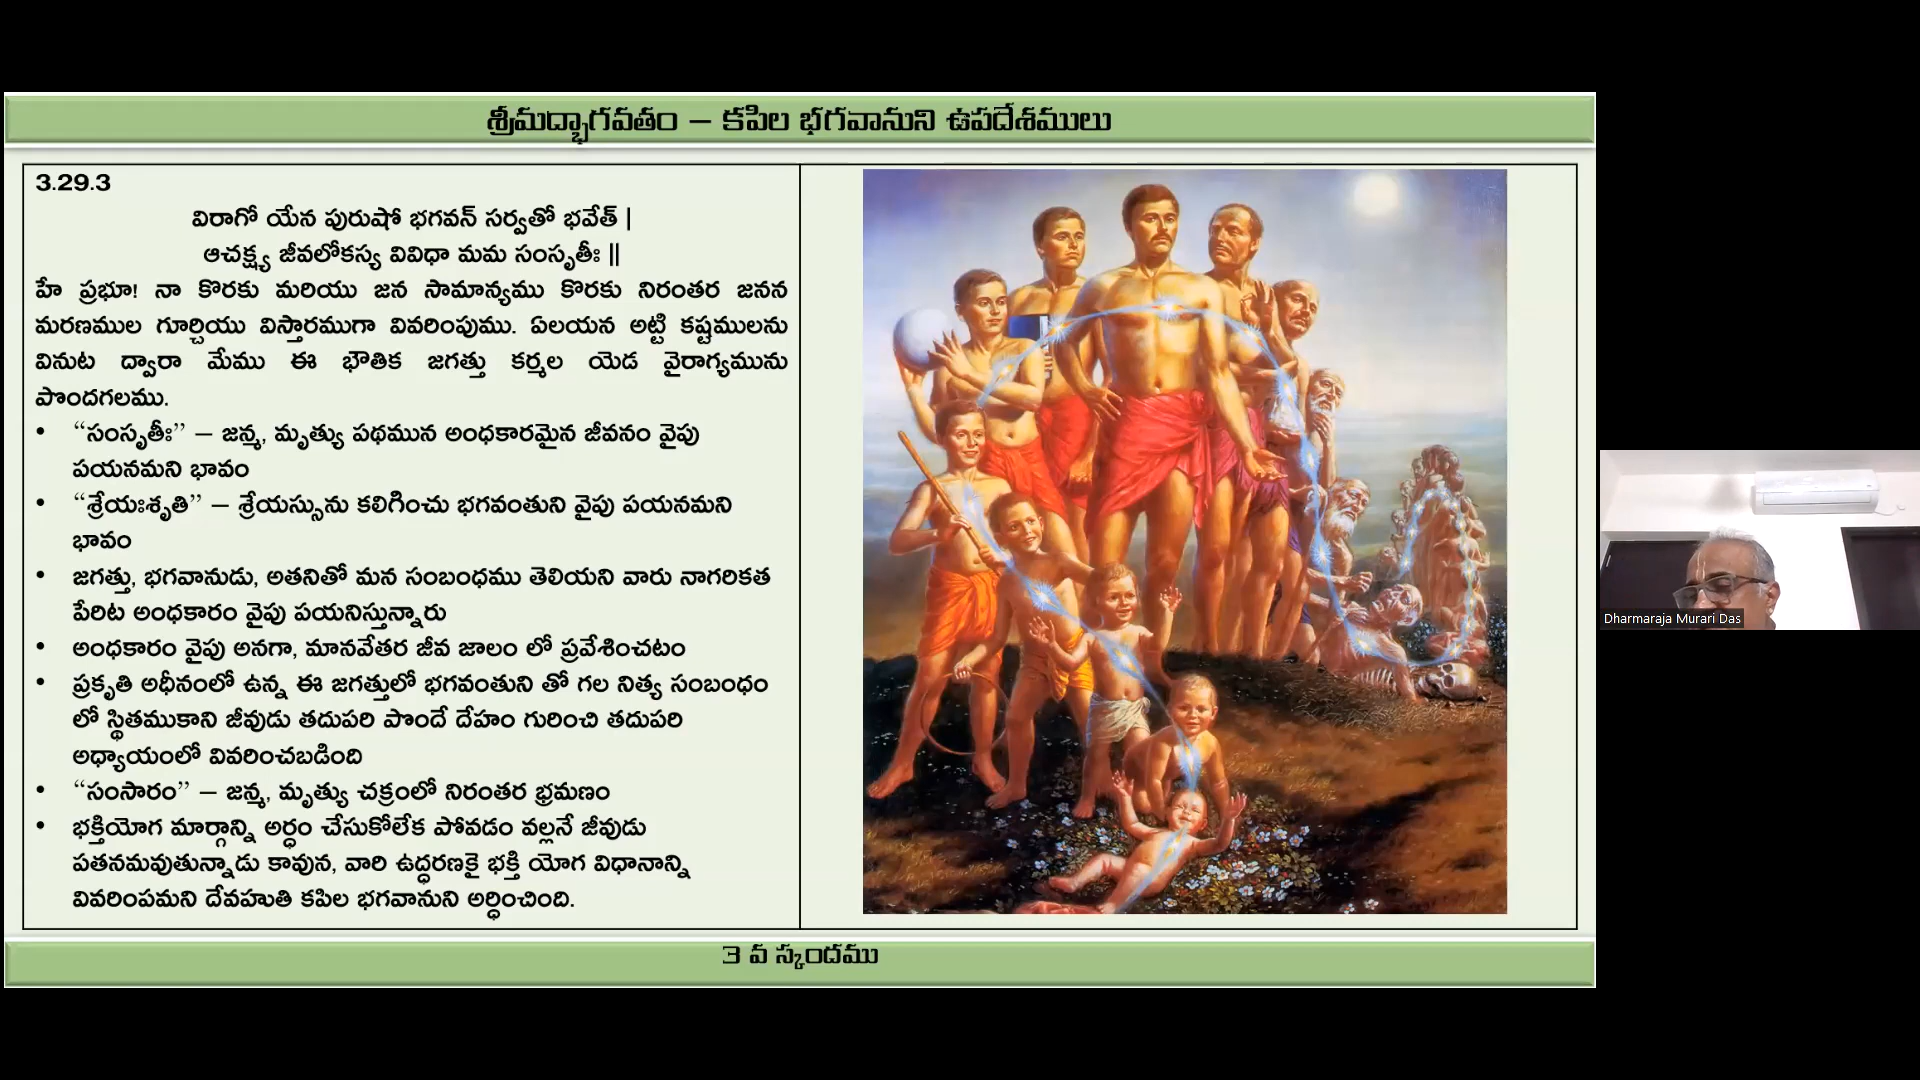 శ్రీమద్భాగవతం – కపిల భగవానుని ఉపదేశములు
3.29.3
విరాగో యేన పురుషో భగవన్ సర్వతో భవేత్ |
ఆచక్ష్వ జీవలోకస్య వివిధా మమ సంసృతీః ||
హే ప్రభూ! నా కొరకు మరియు జన సామాన్యము కొరకు నిరంతర జనన
మరణముల గూర్చియు విస్తారముగా వివరింపుము. ఏలయన అట్టి కష్టములను
వినుట ద్వారా మేము ఈ భౌతిక జగత్తు కర్మల యెడ వైరాగ్యమును
పొందగలము.
• “సంసృతీః” – జన్మ, మృత్యు పథమున అంధకారమైన జీవనం వైపు
పయనమని భావం
• “శ్రేయఃశృతి” – శ్రేయస్సును కలిగించు భగవంతుని వైపు పయనమని
భావం
• జగత్తు, భగవానుడు, అతనితో మన సంబంధము తెలియని వారు నాగరికత
పేరిట అంధకారం వైపు పయనిస్తున్నారు
• అంధకారం వైపు అనగా, మానవేతర జీవ జాలం లో ప్రవేశించటం
• ప్రకృతి అధీనంలో ఉన్న ఈ జగత్తులో భగవంతుని తో గల నిత్య సంబంధం
లో స్థితముకాని జీవుడు తదుపరి పొందే దేహం గురించి తదుపరి
అధ్యాయంలో వివరించబడింది
• “సంసారం” – జన్మ, మృత్యు చక్రంలో నిరంతర భ్రమణం
• భక్తియోగ మార్గాన్ని అర్ధం చేసుకోలేక పోవడం వల్లనే జీవుడు
పతనమవుతున్నాడు కావున, వారి ఉద్ధరణకై భక్తి యోగ విధానాన్ని
వివరింపమని దేవహుతి కపిల భగవానుని అర్ధించింది.
3 వ స్కందము
Dharmaraja Murari Das